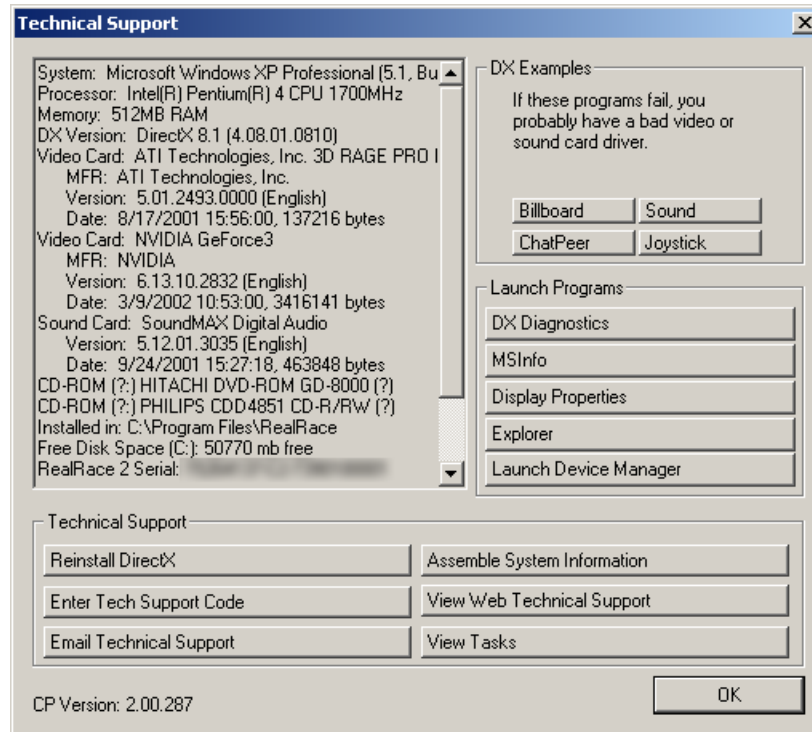 Technical Support
System:  Microsoft Windows XP Professional (5.1, Bu
Processor:  Intel(R) Pentium(R) 4 CPU 1700MHz
Memory:  512MB RAM
DX Version:  DirectX 8.1 (4.08.01.0810)
Video Card:  ATI Technologies, Inc. 3D RAGE PRO I
MFR:  ATI Technologies, Inc.
Version:  5.01.2493.0000 (English)
Date:  8/17/2001 15:56:00, 137216 bytes
Video Card:  NVIDIA GeForce3
MFR:  NVIDIA
Version:  6.13.10.2832 (English)
Date:  3/9/2002 10:53:00, 3416141 bytes
Sound Card:  SoundMAX Digital Audio
Version:  5.12.01.3035 (English)
Date:  9/24/2001 15:27:18, 463848 bytes
CD-ROM (?:) HITACHI DVD-ROM GD-8000 (?)
CD-ROM (?:) PHILIPS CDD4851 CD-R/RW (?)
Installed in: C:\Program Files\RealRace
Free Disk Space (C:): 50770 mb free
RealRace 2 Serial:
DX Examples
If these programs fail, you
probably have a bad video or
sound card driver.
Billboard
Sound
ChatPeer
Joystick
Launch Programs
DX Diagnostics
MSInfo
Display Properties
Explorer
Launch Device Manager
Technical Support
Reinstall DirectX
Assemble System Information
Enter Tech Support Code
View Web Technical Support
Email Technical Support
View Tasks
CP Version: 2.00.287
OK